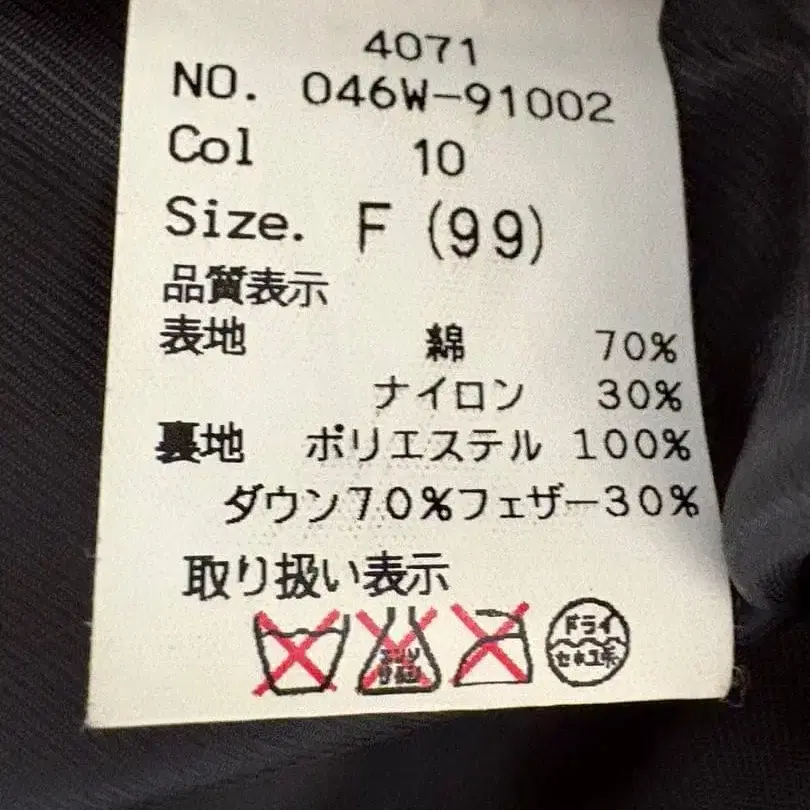 4071
NO. 046W-91002
Col 10
Size. F (99)
品質表示
表地 綿 70%
ナイロン 30%
裏地 ポリエステル 100%
ダウン70%フェザー30%
取り扱い表示
ドライ
セキユ系